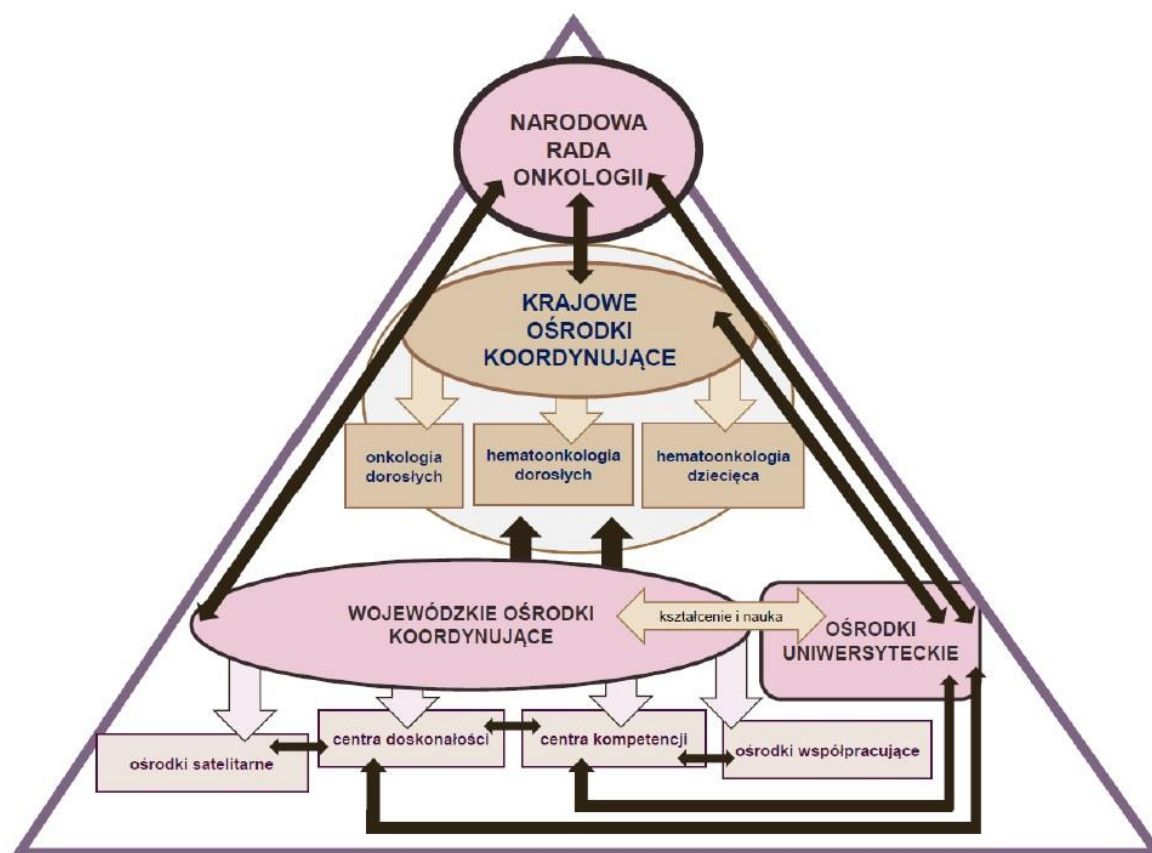 NARODOWA
RADA
ONKOLOGII
KRAJOWE
OŚRODKI
KOORDYNUJĄCE
onkologia
dorosłych
hematoonkologia
dorosłych
hematoonkologia
dziecięca
WOJEWÓDZKIE OŚRODKI
KOORDYNUJĄCE
kształcenie i nauka
OŚRODKI
UNIWERSYTECKIE
ośrodki satelitarne
centra doskonałości
centra kompetencji
ośrodki współpracujące